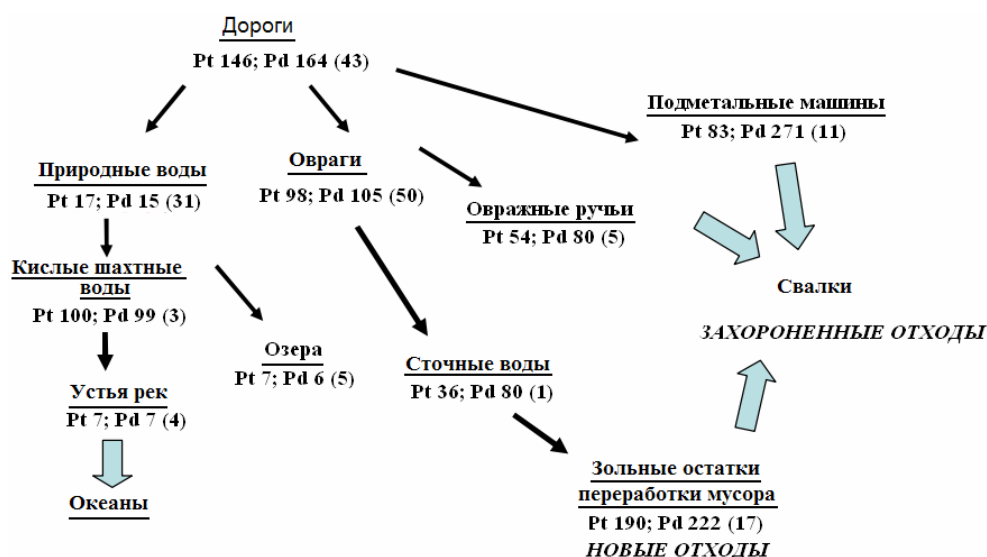 Дороги
Pt 146; Pd 164 (43)
Подметальные машины
Pt 83; Pd 271 (11)
Природные воды
Pt 17; Pd 15 (31)
Овраги
Pt 98; Pd 105 (50)
Овражные ручьи
Pt 54; Pd 80 (5)
Кислые шахтные
воды
Pt 100; Pd 99 (3)
Свалки
ЗАХОРОНЕННЫЕ ОТХОДЫ
Озера
Pt 7; Pd 6 (5)
Сточные воды
Pt 36; Pd 80 (1)
Устья рек
Pt 7; Pd 7 (4)
Океаны
Зольные остатки
переработки мусора
Pt 190; Pd 222 (17)
НОВЫЕ ОТХОДЫ